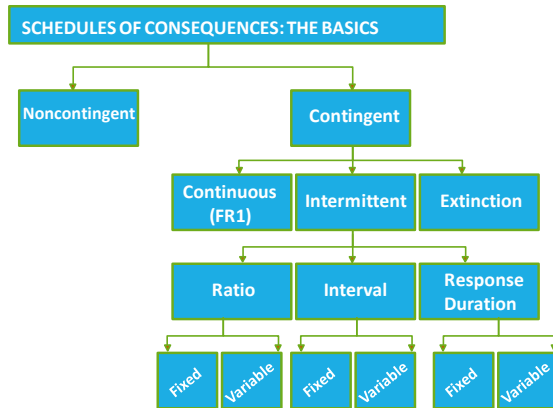 SCHEDULES OF CONSEQUENCES: THE BASICS
Noncontingent
Contingent
Continuous
(FR1)
Intermittent
Extinction
Ratio
Interval
Response
Duration
Fixed
Variable
Fixed
Variable
Fixed
Variable